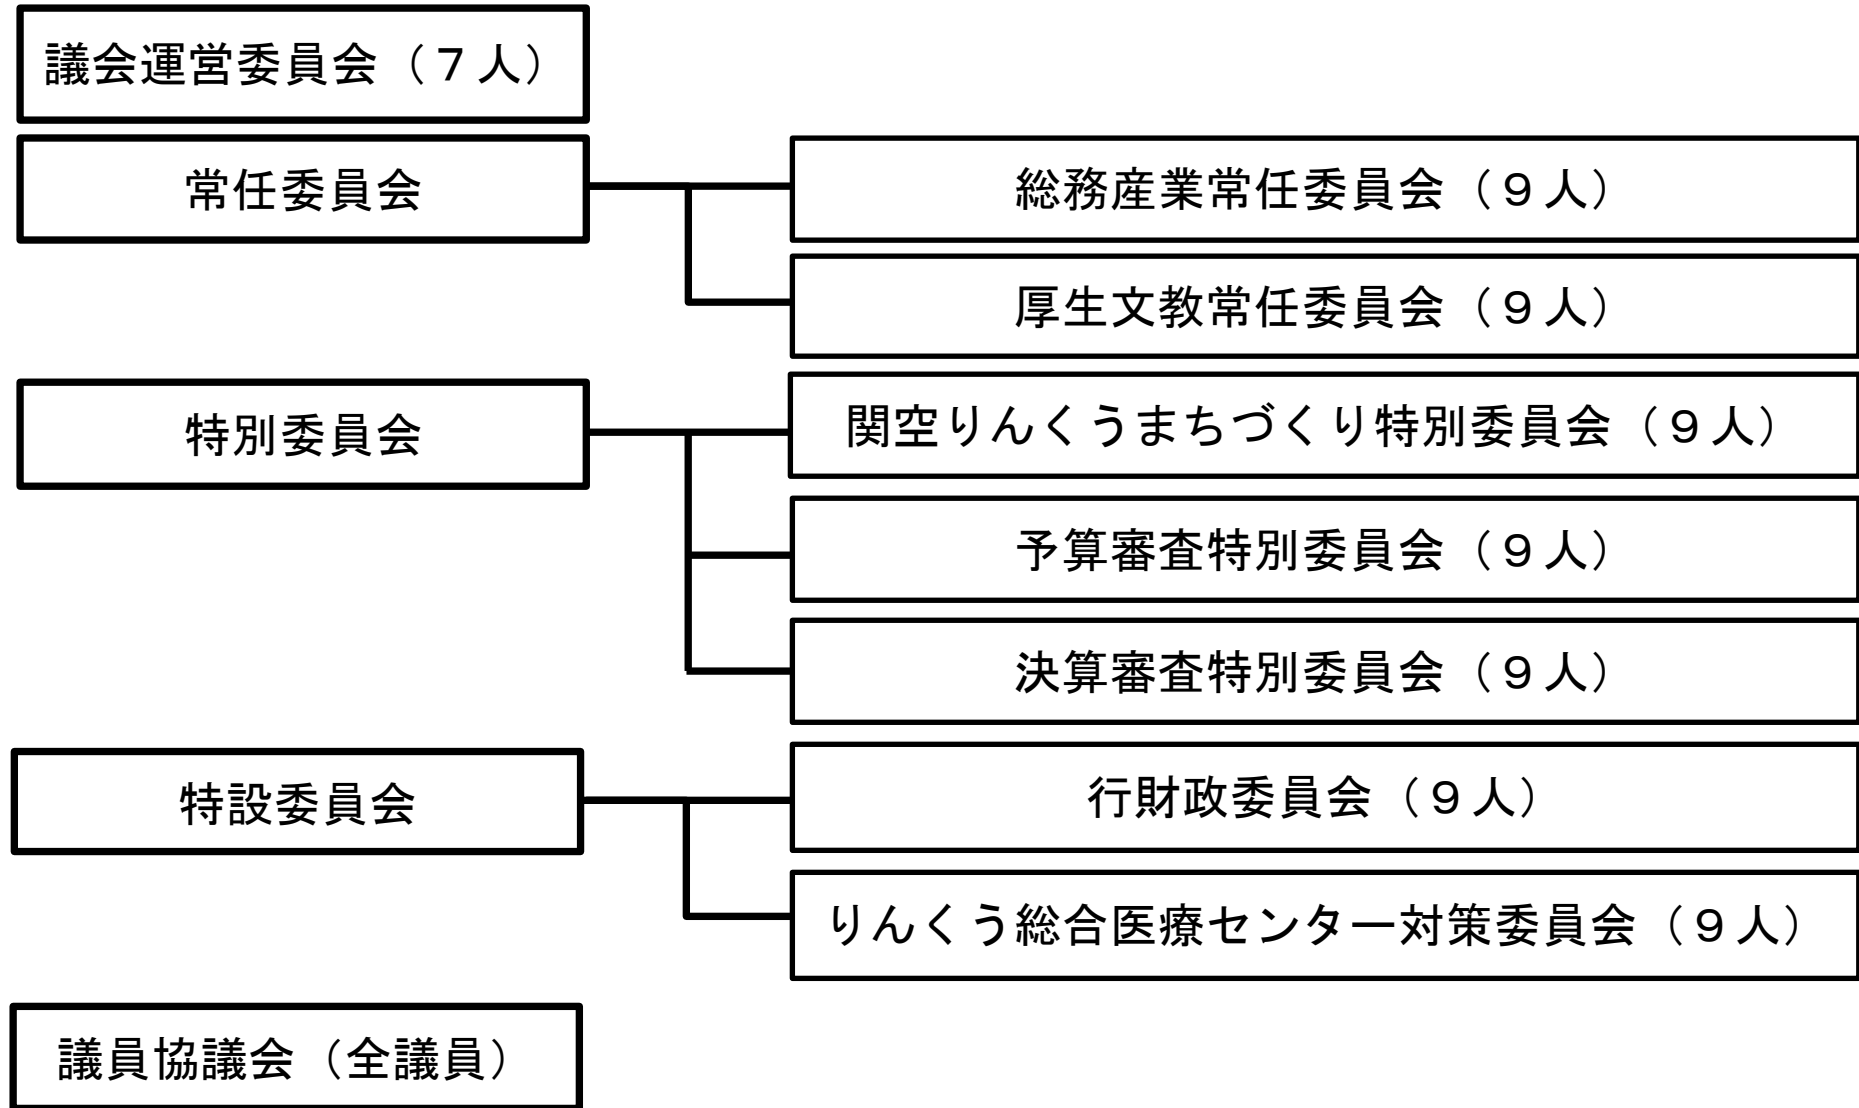 議会運営委員会（７人）
常任委員会
総務産業常任委員会（９人）
厚生文教常任委員会（９人）
特別委員会
関空りんくうまちづくり特別委員会（９人）
予算審査特別委員会（９人）
決算審査特別委員会（９人）
特設委員会
行財政委員会（９人）
りんくう総合医療センター対策委員会（９人）
議員協議会（全議員）